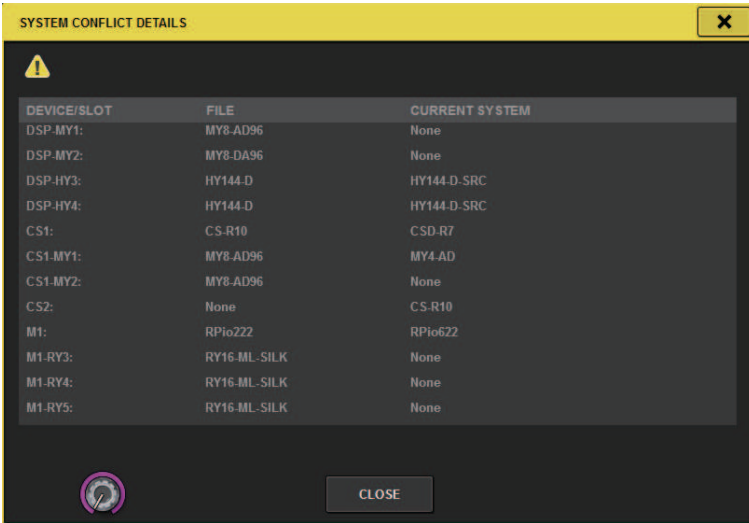 SYSTEM CONFLICT DETAILS
DEVICE/SLOT FILE CURRENT SYSTEM
DSP-MY1: MY8-AD96 None
DSP-MY2: MY8-DA96 None
DSP-HY3: HY144-D HY144-D-SRC
DSP-HY4: HY144-D HY144-D-SRC
CS1: CS-R10 CSD-R7
CS1-MY1: MY8-AD96 MY4-AD
CS1-MY2: MY8-AD96 None
CS2: None CS-R10
M1: RPio222 RPio622
M1-RY3: RY16-ML-SILK None
M1-RY4: RY16-ML-SILK None
M1-RY5: RY16-ML-SILK None
CLOSE